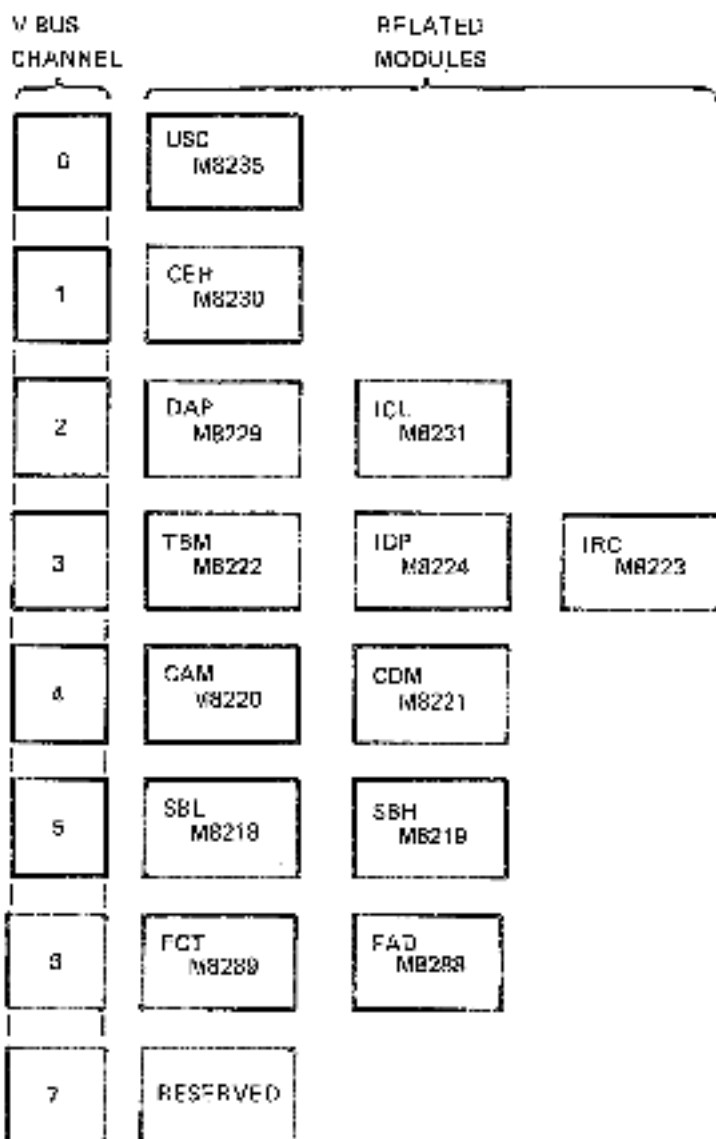 V BUS
CHANNEL
RELATED
MODULES
0
USC
M8235
1
CEH
M8230
2
DAP
M8229
ICL
M8231
3
TBM
M8222
IDP
M8224
IRC
M8223
4
CAM
M8220
CDM
M8221
5
SBL
M8218
SBH
M8219
6
FCT
M8289
FAD
M8288
7
RESERVED